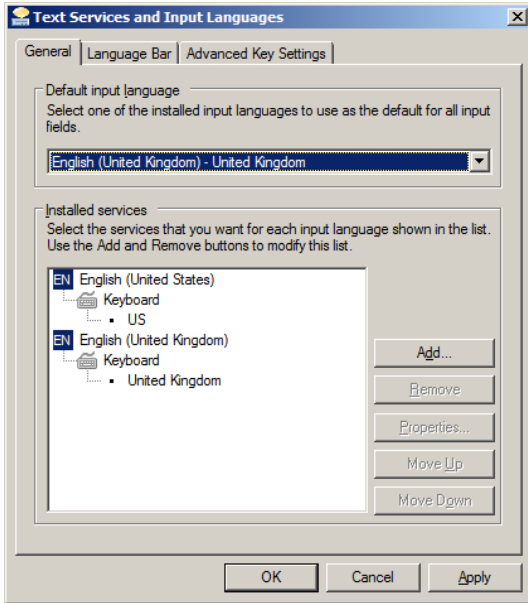 Text Services and Input Languages
General
Language Bar
Advanced Key Settings
Default input language
Select one of the installed input languages to use as the default for all input
fields.
English (United Kingdom) - United Kingdom
Installed services
Select the services that you want for each input language shown in the list.
Use the Add and Remove buttons to modify this list.
EN English (United States)
Keyboard
US
EN English (United Kingdom)
Keyboard
United Kingdom
Add...
Remove
Properties...
Move Up
Move Down
OK
Cancel
Apply